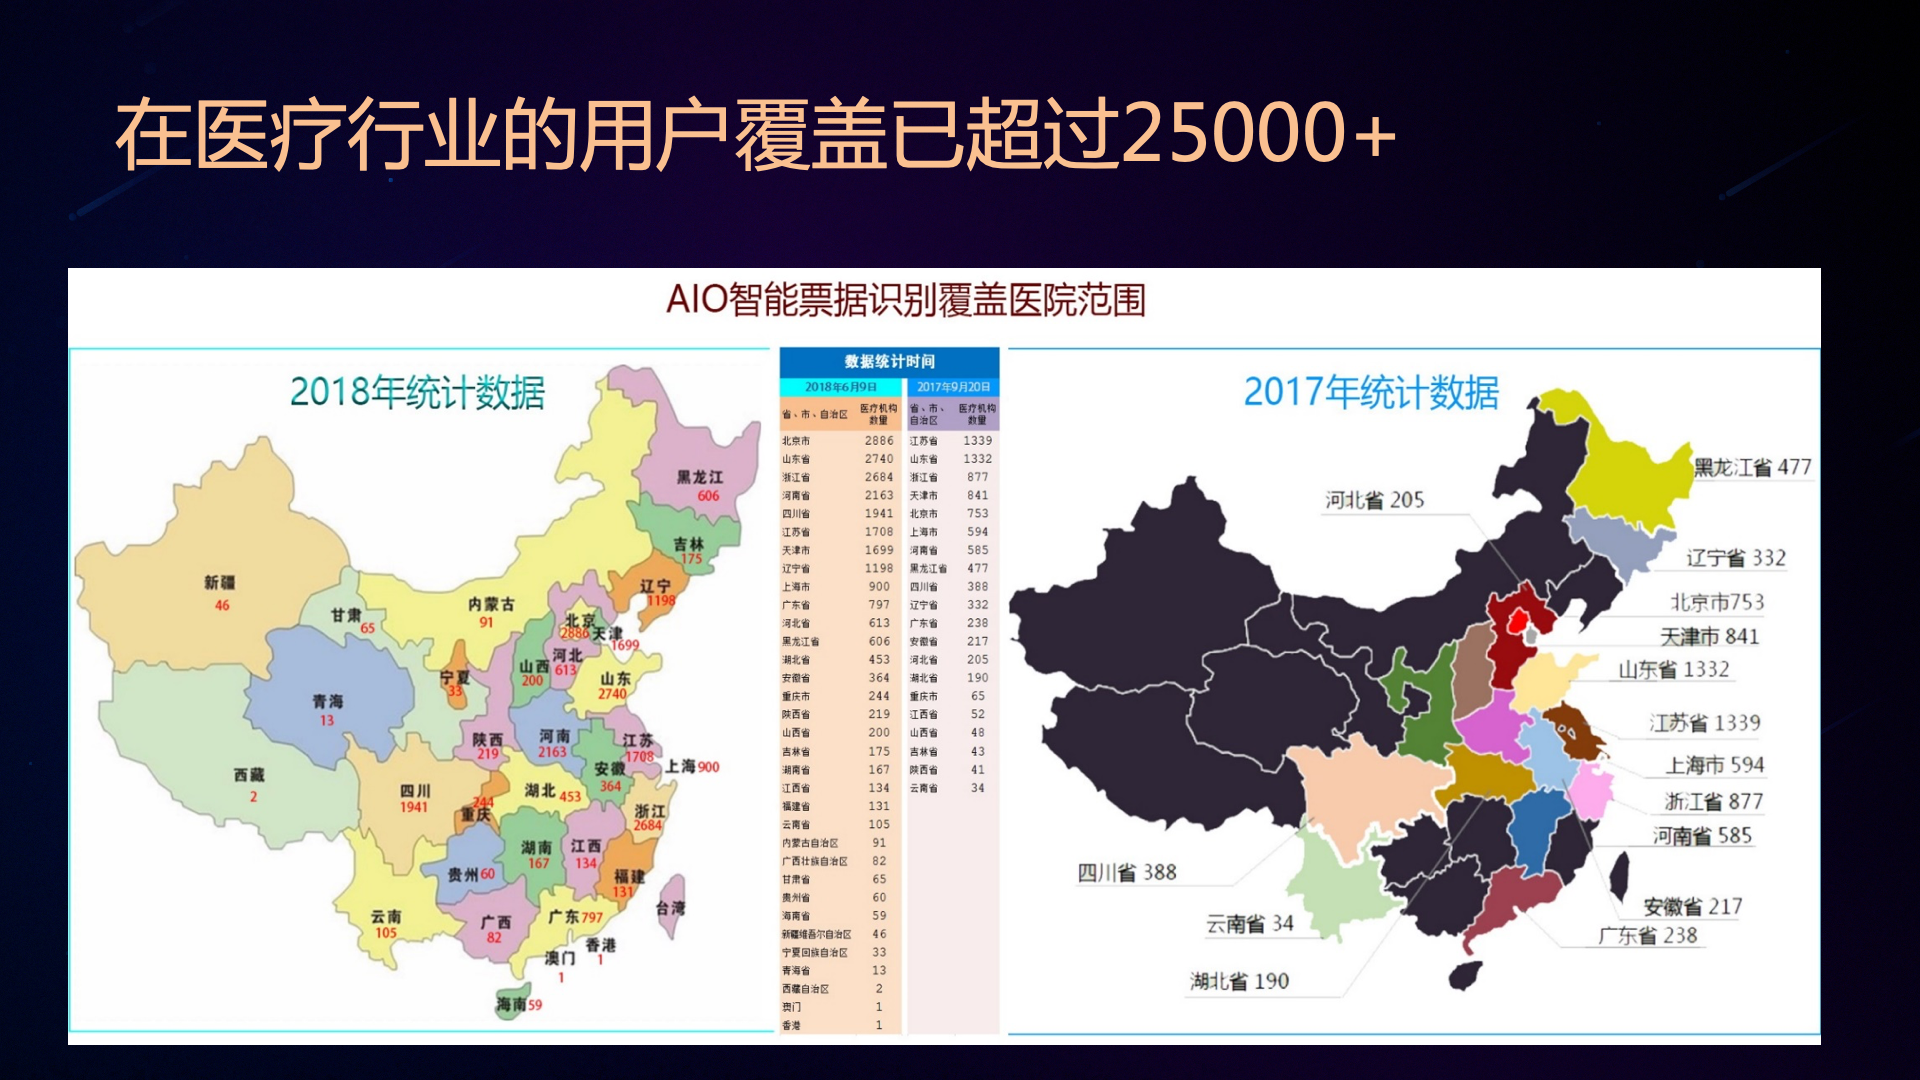 在医疗行业的用户覆盖已超过25000+
AIO智能票据识别覆盖医院范围
2018年统计数据
黑龙江
606
吉林
175
辽宁
1198
新疆
46
甘肃
65
内蒙古
91
北京
2886
天津
1699
宁夏
33
山西
200
河北
613
山东
2740
青海
13
陕西
219
河南
2163
江苏
1708
西藏
2
四川
1941
244
重庆
湖北 453
安徽
364
上海900
浙江
2684
贵州60
湖南
167
江西
134
福建
131
云南
105
广西
82
广东797
台湾
香港
1
澳门
1
海南59
数据统计时间
2018年6月9日 2017年9月20日
省、市、自治区 医疗机构数量 省、市、自治区 医疗机构数量
北京市 2886 江苏省 1339
山东省 2740 山东省 1332
浙江省 2684 浙江省 877
河南省 2163 天津市 841
四川省 1941 北京市 753
江苏省 1708 上海市 594
天津市 1699 河南省 585
辽宁省 1198 黑龙江省 477
上海市 900 四川省 388
广东省 797 辽宁省 332
河北省 613 广东省 238
黑龙江省 606 安徽省 217
湖北省 453 河北省 205
安徽省 364 湖北省 190
重庆市 244 重庆市 65
陕西省 219 江西省 52
山西省 200 山西省 48
吉林省 175 吉林省 43
湖南省 167 陕西省 41
江西省 134 云南省 34
福建省 131
云南省 105
内蒙古自治区 91
广西壮族自治区 82
甘肃省 65
贵州省 60
海南省 59
新疆维吾尔自治区 46
宁夏回族自治区 33
青海省 13
西藏自治区 2
澳门 1
香港 1
2017年统计数据
黑龙江省 477
河北省 205
辽宁省 332
北京市753
天津市 841
山东省 1332
江苏省 1339
上海市 594
浙江省 877
河南省 585
四川省 388
安徽省 217
云南省 34
广东省 238
湖北省 190